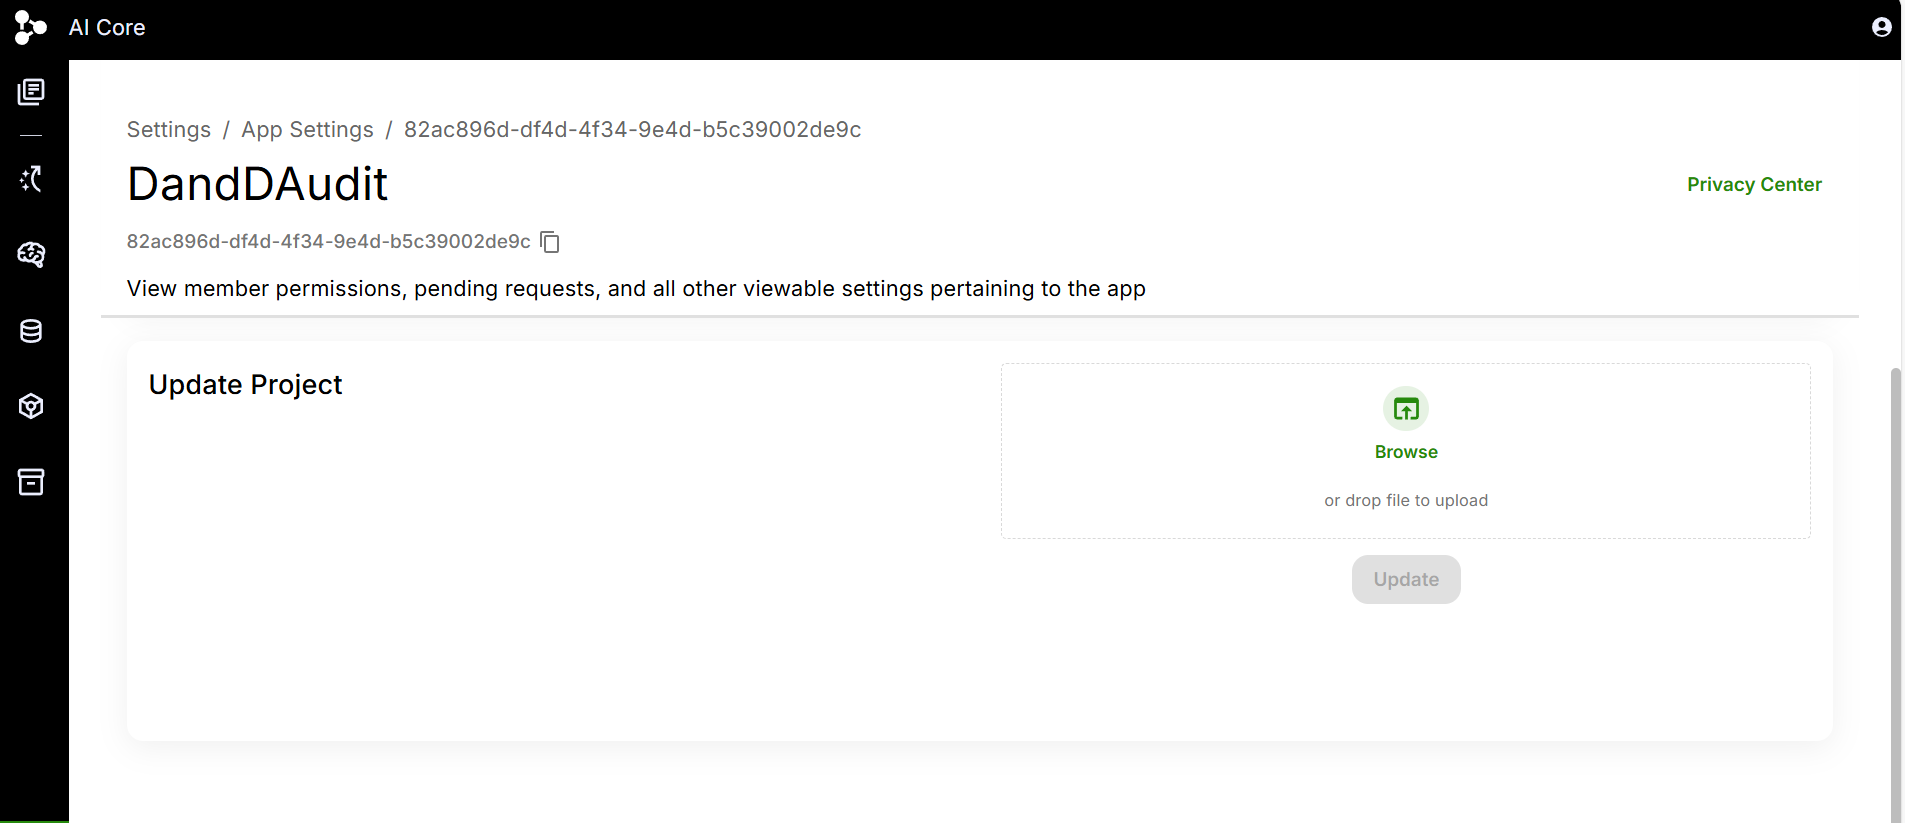 AI Core
Settings / App Settings / 82ac896d-df4d-4f34-9e4d-b5c39002de9c
DandDAudit
Privacy Center
82ac896d-df4d-4f34-9e4d-b5c39002de9c
View member permissions, pending requests, and all other viewable settings pertaining to the app
Update Project
Browse
or drop file to upload
Update